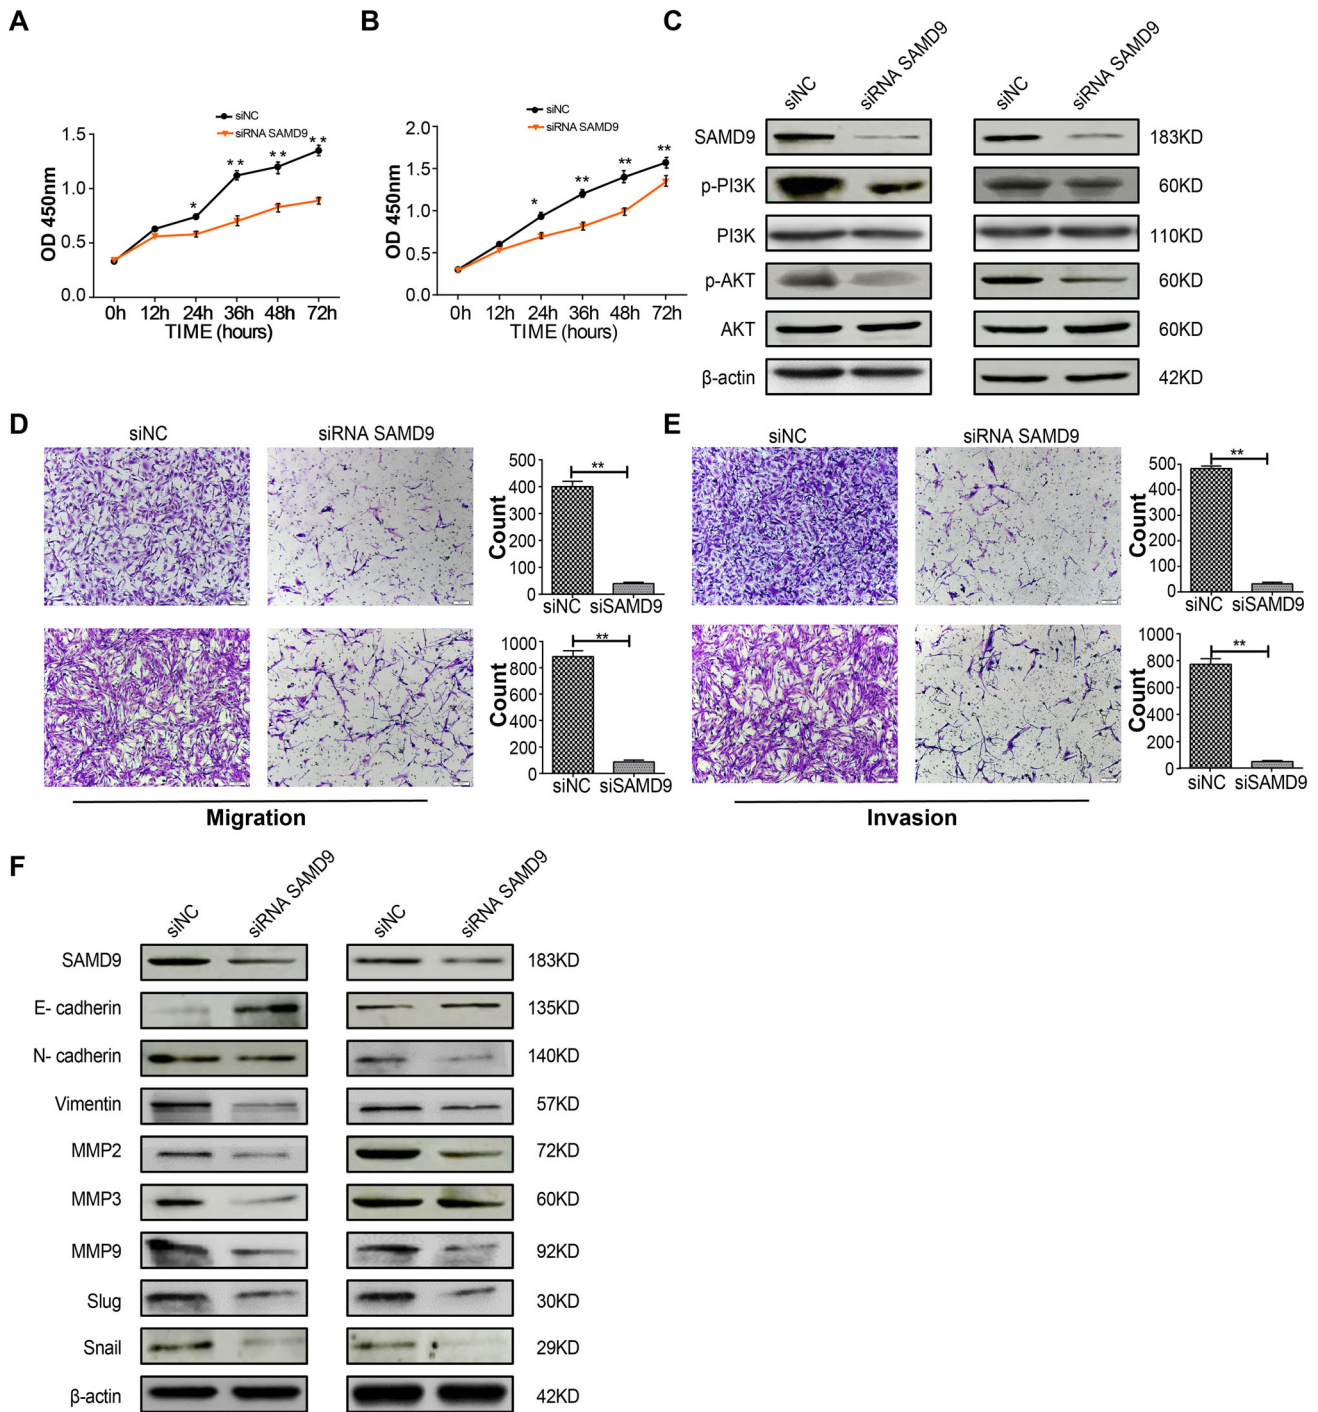 A
B
C
siNC
siRNA SAMD9
OD 450nm
1.5
1.0
0.5
0.0
0h 12h 24h 36h 48h 72h
TIME (hours)
* ** ** **
siNC
siRNA SAMD9
OD 450nm
2.0
1.5
1.0
0.5
0.0
0h 12h 24h 36h 48h 72h
TIME (hours)
* ** ** **
siNC siRNA SAMD9 siNC siRNA SAMD9
SAMD9 183KD
p-PI3K 60KD
PI3K 110KD
p-AKT 60KD
AKT 60KD
β-actin 42KD
D
siNC siRNA SAMD9
Count
500
400
300
200
100
0
**
siNC siSAMD9
Count
1000
800
600
400
200
0
**
siNC siSAMD9
Migration
E
siNC siRNA SAMD9
Count
500
400
300
200
100
0
**
siNC siSAMD9
Count
1000
800
600
400
200
0
**
siNC siSAMD9
Invasion
F
siNC siRNA SAMD9 siNC siRNA SAMD9
SAMD9 183KD
E- cadherin 135KD
N- cadherin 140KD
Vimentin 57KD
MMP2 72KD
MMP3 60KD
MMP9 92KD
Slug 30KD
Snail 29KD
β-actin 42KD